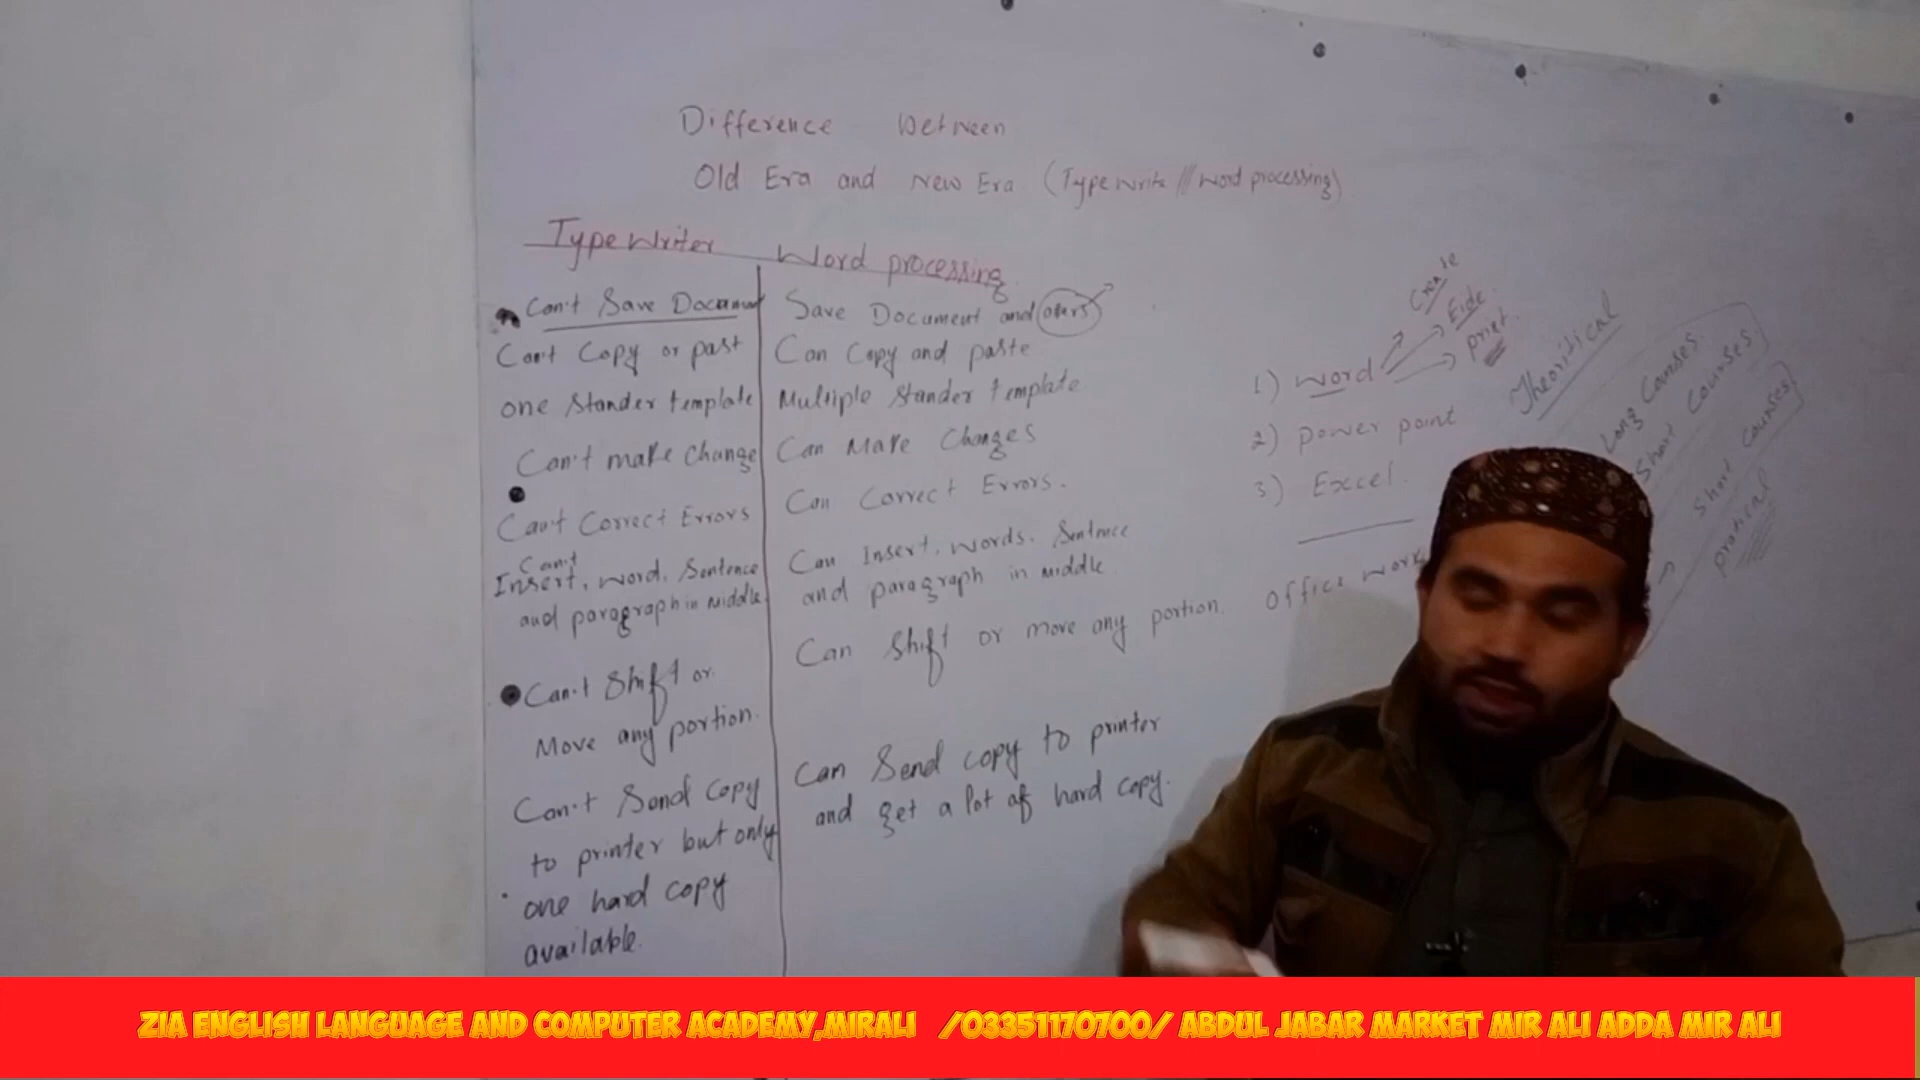 Difference between
Old Era and New Era (Type write // word processing)
Type Writer
Can't Save Document
Can't Copy or past
one Stander template
Can't make Change
Can't Correct Errors
Can't
Insert, word, Sentence
and paragraph in middle.
Can't Shift or
Move any portion.
Can't Send Copy
to printer but only
one hard copy
available.
Word processing
Save Document and
Can Copy and paste
Multiple Stander template
Can Make Changes
Can Correct Errors.
Can Insert, words, Sentence
and paragraph in middle.
Can Shift or move any portion.
Can Send copy to printer
and get a lot of hard copy.
Create
Eide
print
1) word
2) power point
3) Excel.
office work
Theoritical
Long Courses
Short Courses
Short Courses
pratical
ZIA ENGLISH LANGUAGE AND COMPUTER ACADEMY,MIRALI /03351170700/ ABDUL JABAR MARKET MIR ALI ADDA MIR ALI